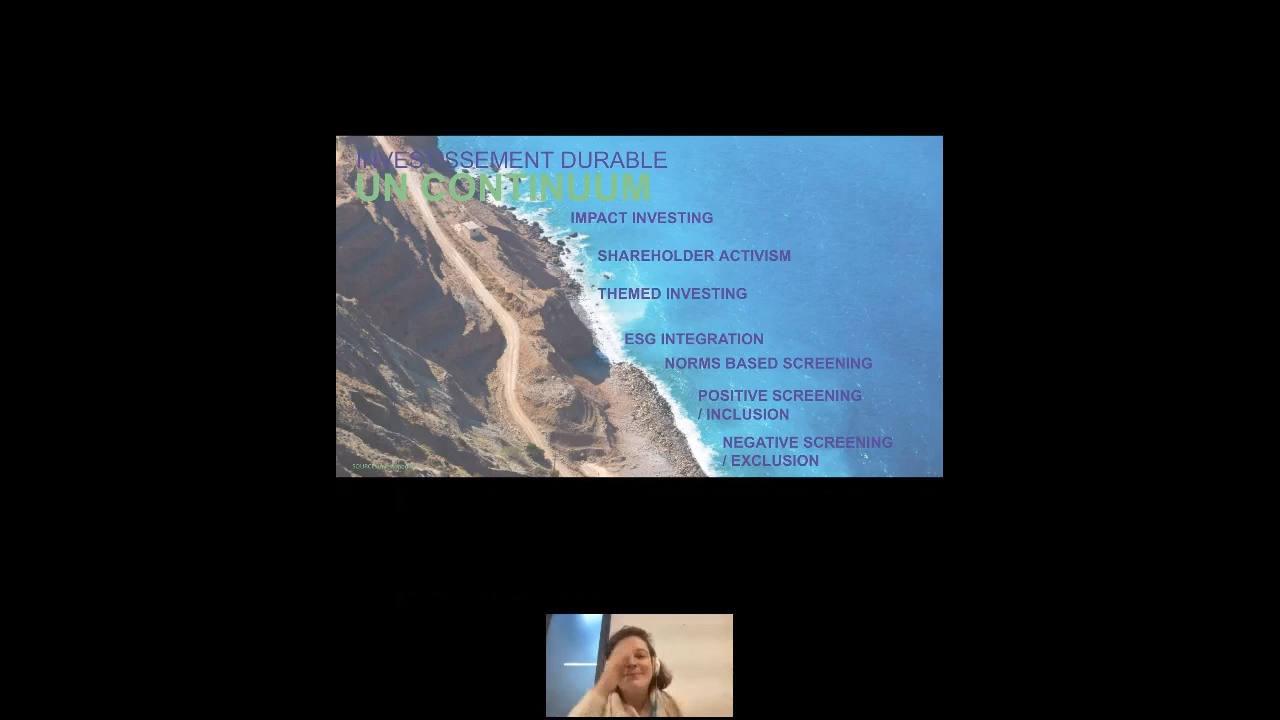 INVESTISSEMENT DURABLE
UN CONTINUUM
IMPACT INVESTING
SHAREHOLDER ACTIVISM
THEMED INVESTING
ESG INTEGRATION
NORMS BASED SCREENING
POSITIVE SCREENING
/ INCLUSION
NEGATIVE SCREENING
/ EXCLUSION